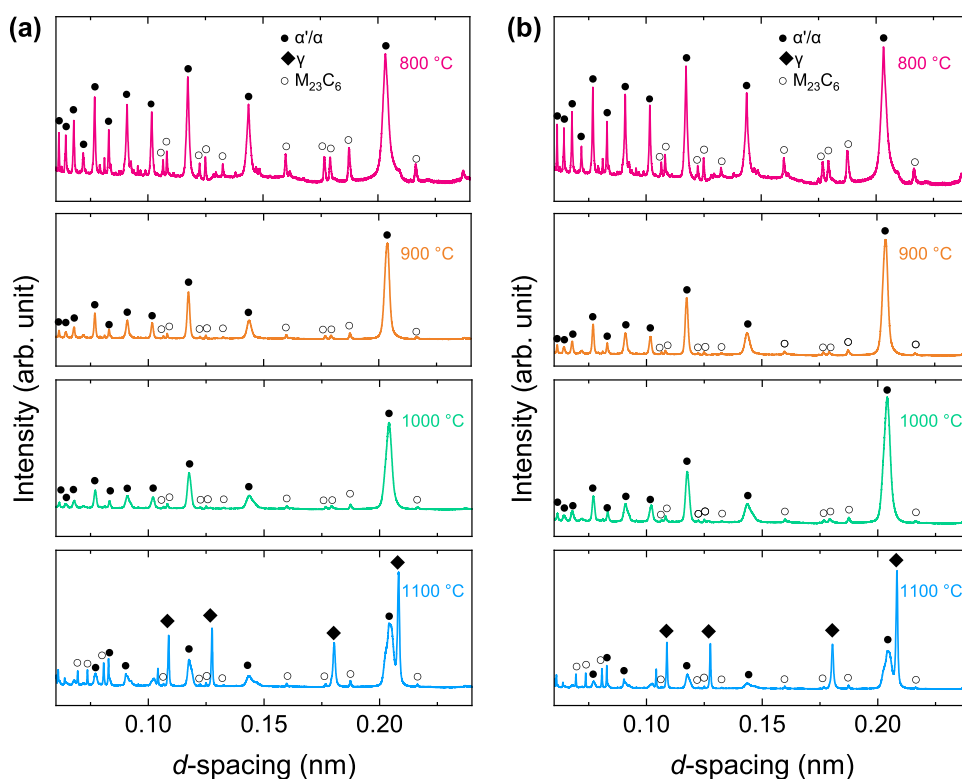 (a)
α'/α
γ
M23C6
800 °C
900 °C
1000 °C
1100 °C
Intensity (arb. unit)
0.10 0.15 0.20
d-spacing (nm)
(b)
α'/α
γ
M23C6
800 °C
900 °C
1000 °C
1100 °C
Intensity (arb. unit)
0.10 0.15 0.20
d-spacing (nm)